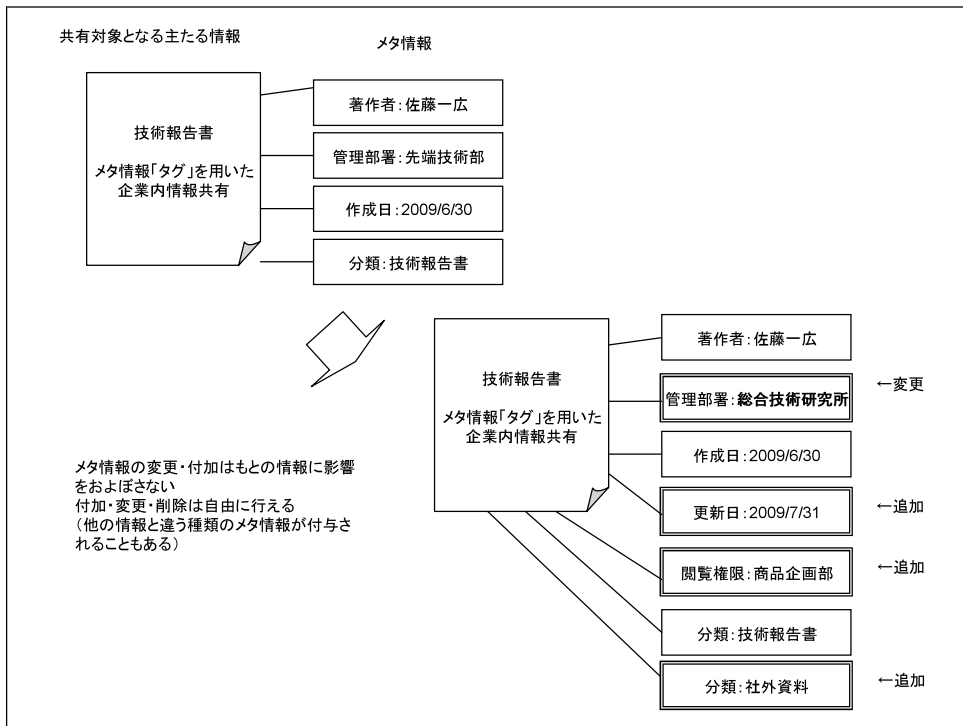 共有対象となる主たる情報
メタ情報
技術報告書
メタ情報「タグ」を用いた
企業内情報共有
著作者:佐藤一広
管理部署:先端技術部
作成日:2009/6/30
分類:技術報告書
技術報告書
メタ情報「タグ」を用いた
企業内情報共有
著作者:佐藤一広
管理部署:総合技術研究所
←変更
作成日:2009/6/30
更新日:2009/7/31
←追加
閲覧権限:商品企画部
←追加
分類:技術報告書
分類:社外資料
←追加
メタ情報の変更・付加はもとの情報に影響
をおよぼさない
付加・変更・削除は自由に行える
(他の情報と違う種類のメタ情報が付与さ
れることもある)